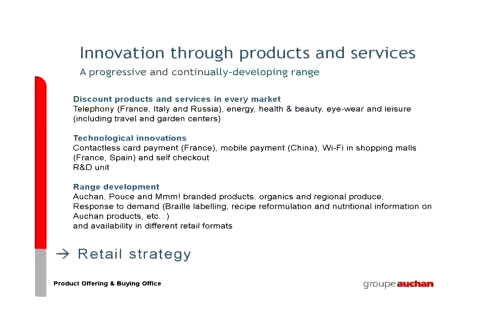 Innovation through products and services
A progressive and continually-developing range
Discount products and services in every market
Telephony (France, Italy and Russia), energy, health & beauty, eye-wear and leisure
(including travel and garden centers)
Technological innovations
Contactless card payment (France), mobile payment (China), Wi-Fi in shopping malls
(France, Spain) and self checkout
R&D unit
Range development
Auchan, Pouce and Mmm! branded products, organics and regional produce,
Response to demand (Braille labelling, recipe reformulation and nutritional information on
Auchan products, etc...)
and availability in different retail formats
→ Retail strategy
Product Offering & Buying Office
groupeauchan